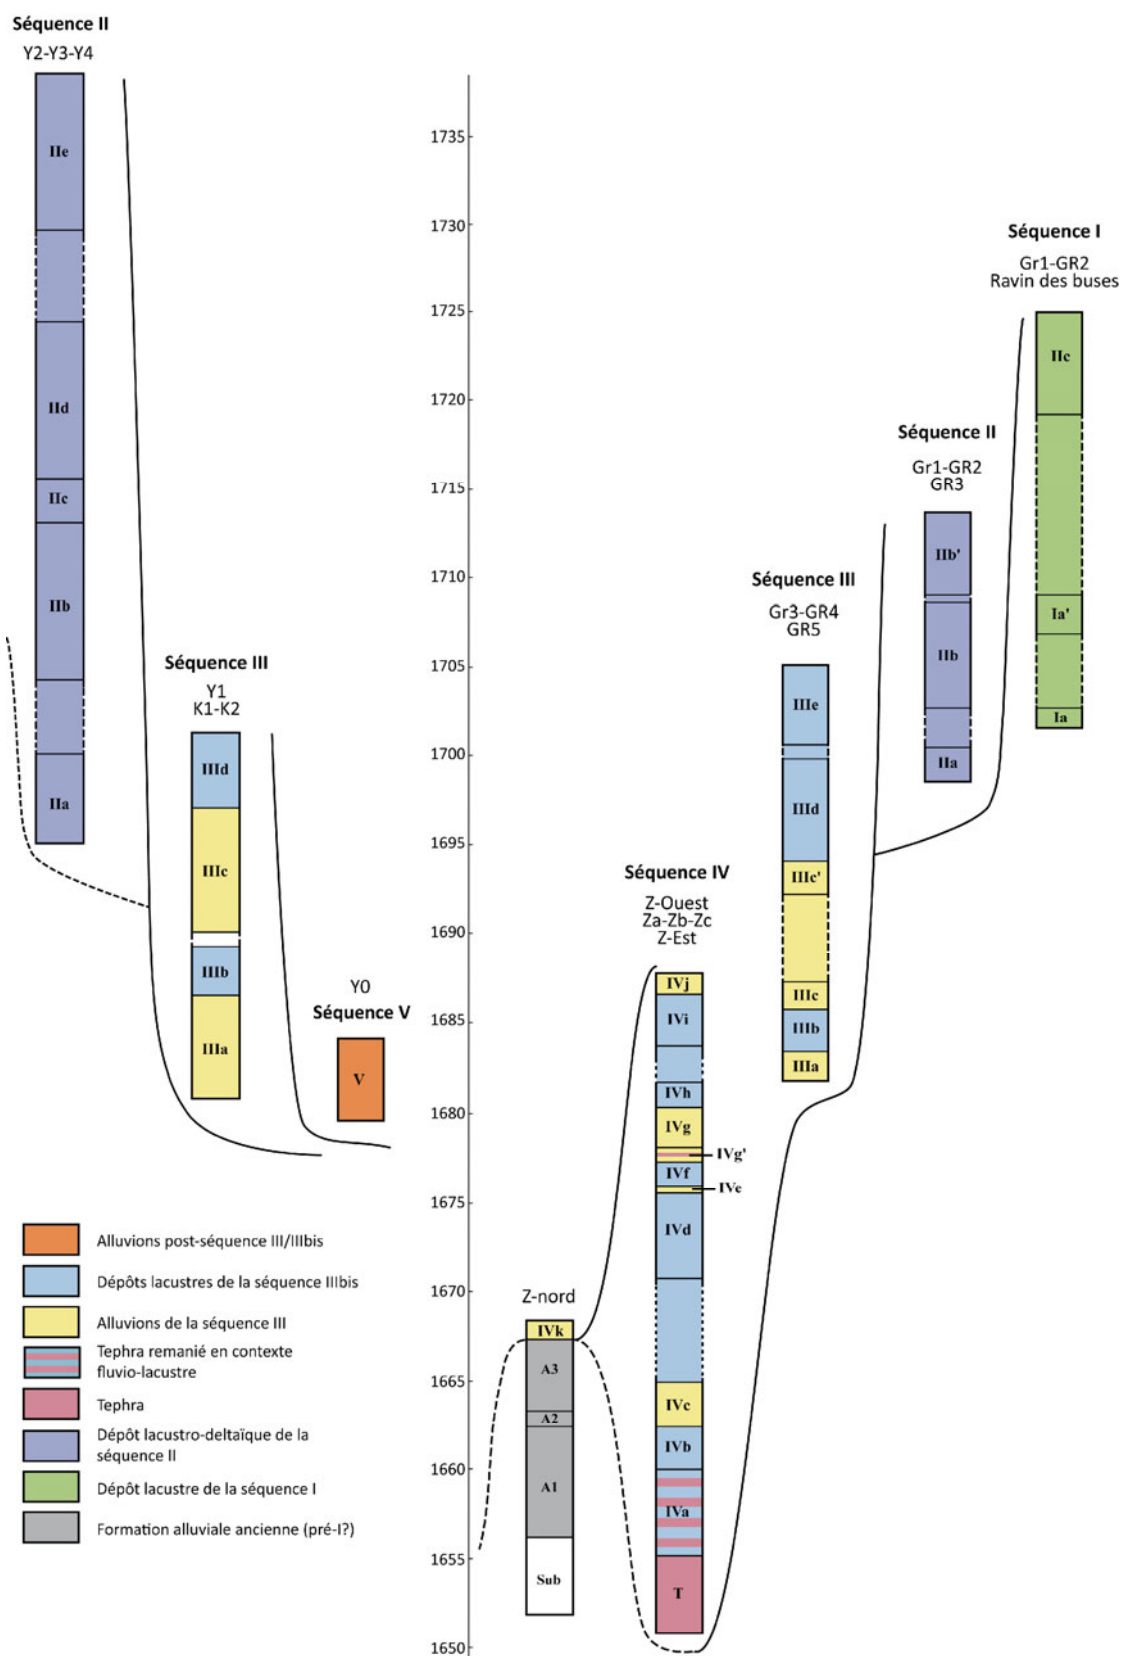 Séquence II
Y2-Y3-Y4
IIe
IId
IIc
IIb
IIa
Séquence III
Y1
K1-K2
IIId
IIIc
IIIb
IIIa
Y0
Séquence V
V
1735
1730
1725
1720
1715
1710
1705
1700
1695
1690
1685
1680
1675
1670
1665
1660
1655
1650
Z-nord
IVk
A3
A2
A1
Sub
Séquence IV
Z-Ouest
Za-Zb-Zc
Z-Est
IVj
IVi
IVh
IVg
IVg'
IVf
IVe
IVd
IVc
IVb
IVa
T
Séquence III
Gr3-GR4
GR5
IIIe
IIId
IIIc'
IIIc
IIIb
IIIa
Séquence II
Gr1-GR2
GR3
IIb'
IIb
IIa
Séquence I
Gr1-GR2
Ravin des buses
IIc
Ia'
Ia
Alluvions post-séquence III/IIIbis
Dépôts lacustres de la séquence IIIbis
Alluvions de la séquence III
Tephra remanié en contexte
fluvio-lacustre
Tephra
Dépôt lacustro-deltaïque de la
séquence II
Dépôt lacustre de la séquence I
Formation alluviale ancienne (pré-I?)